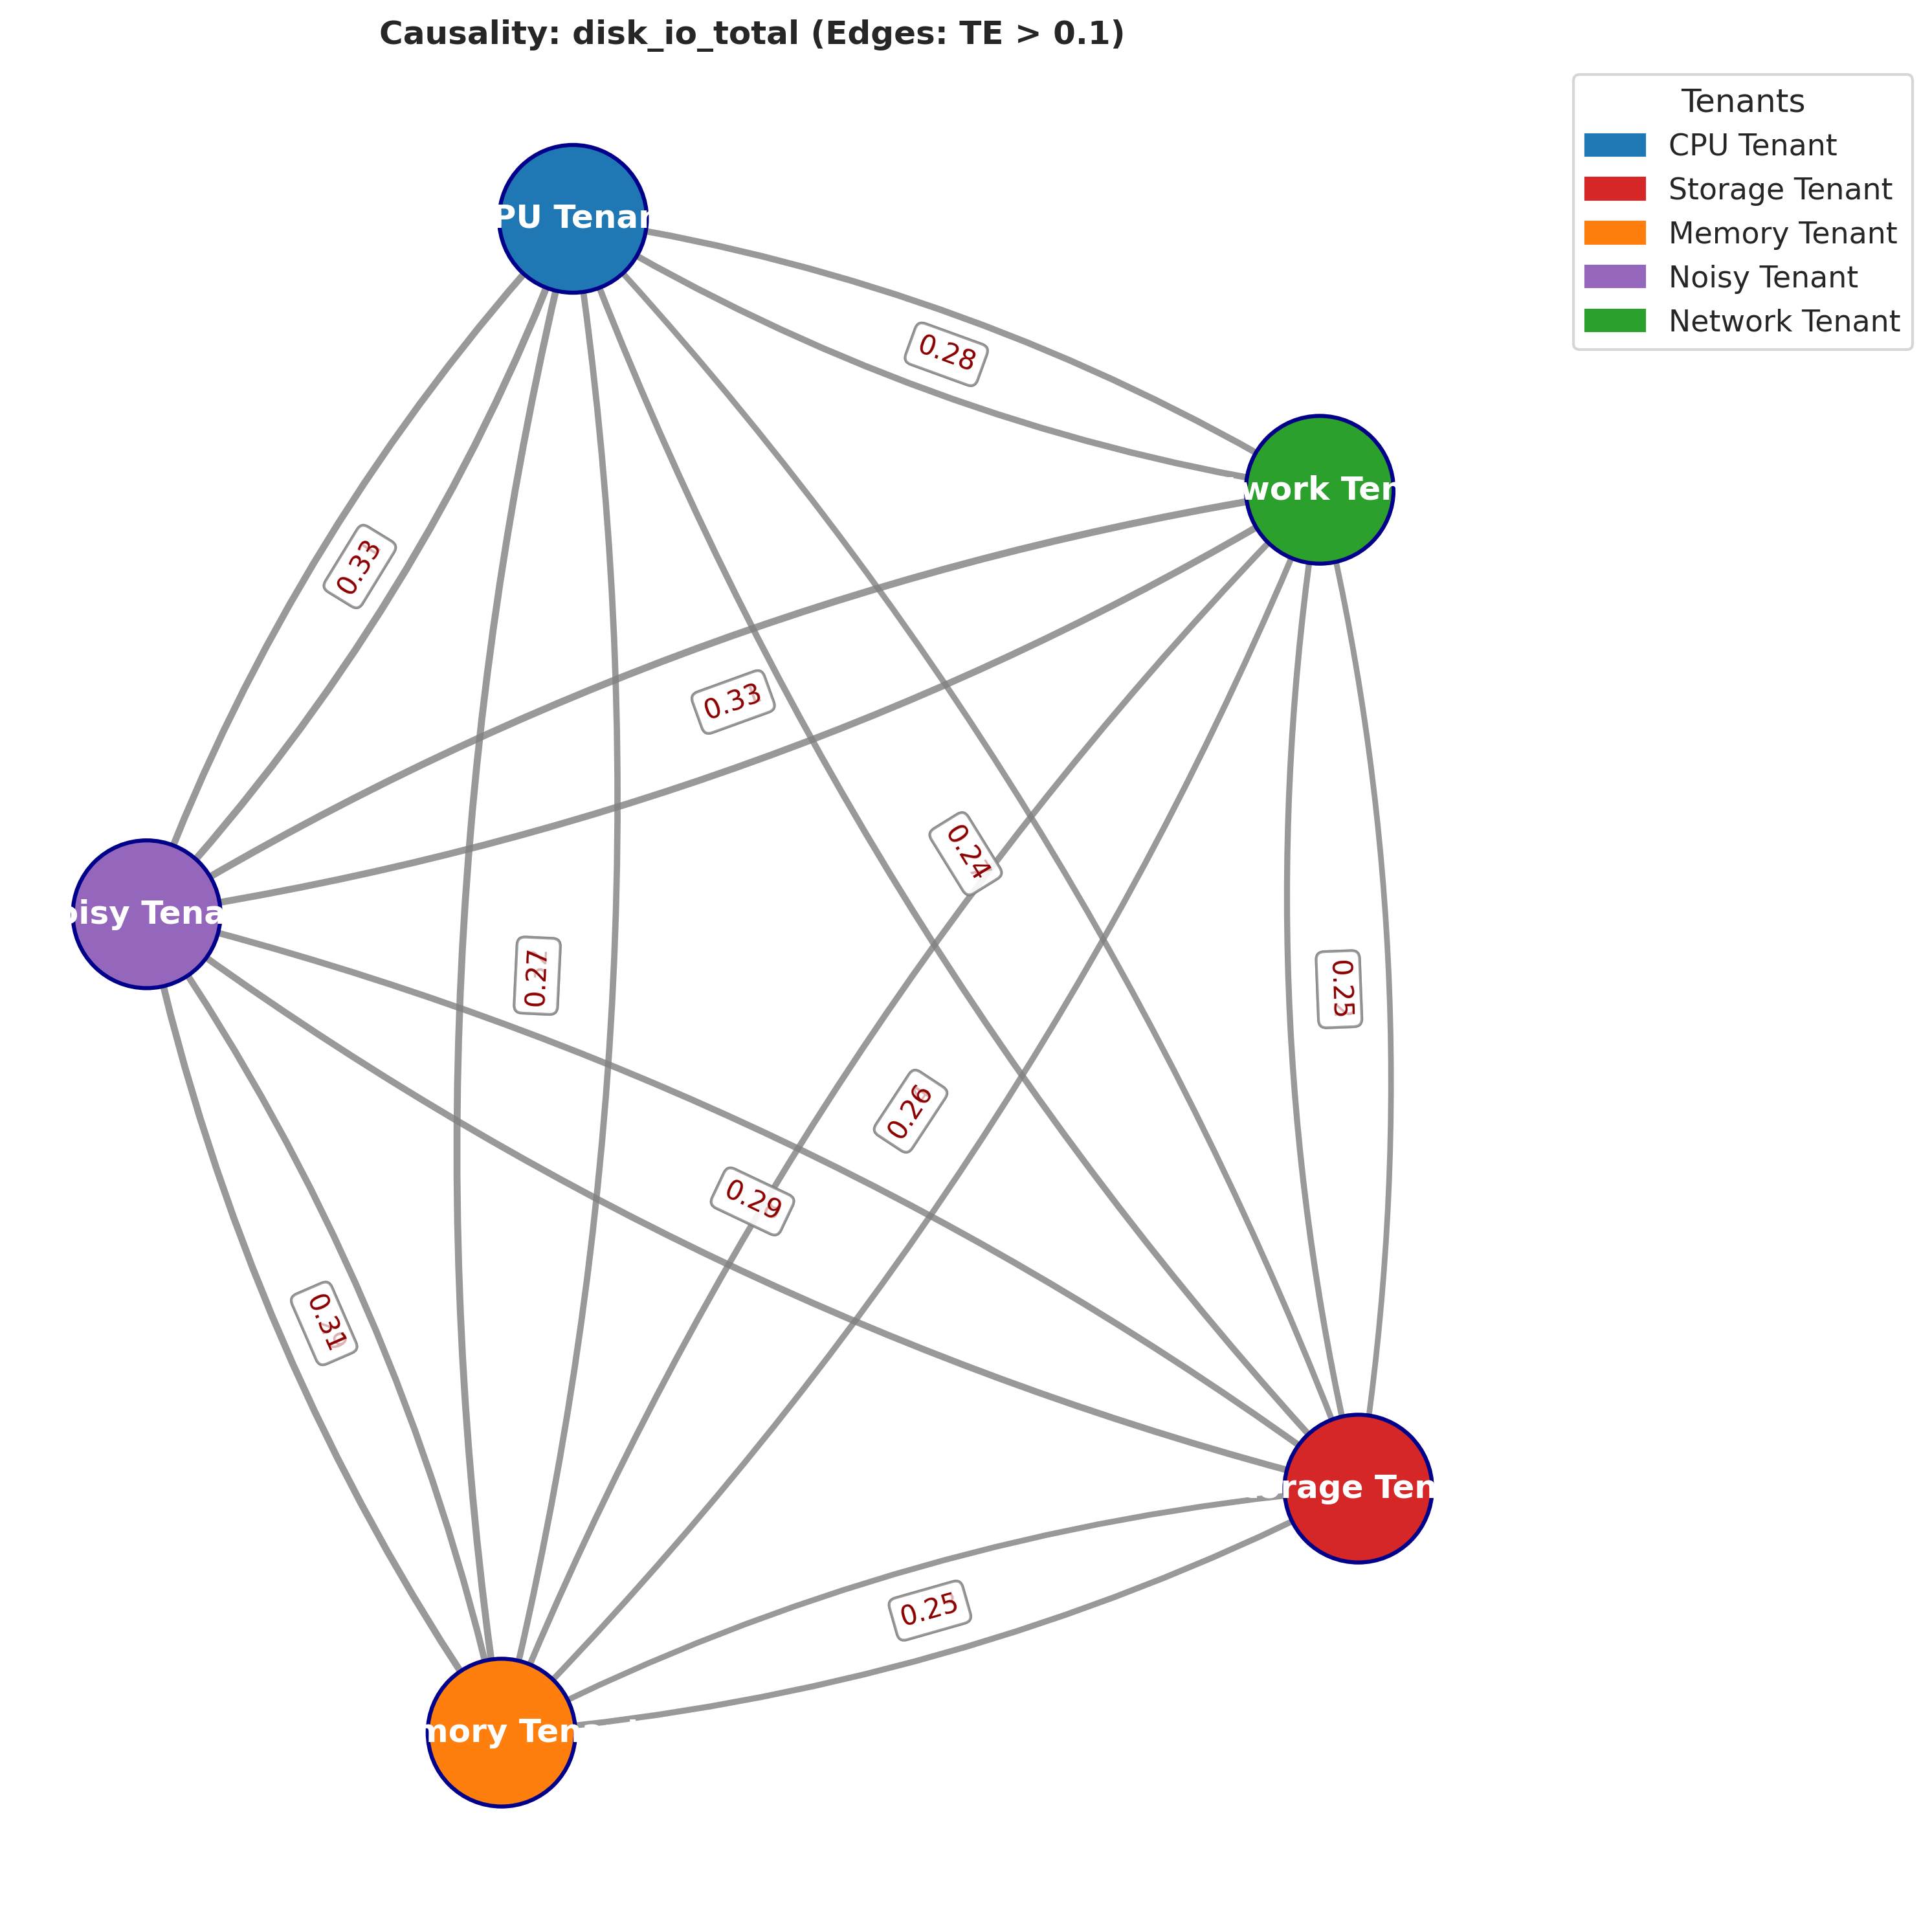 Causality: disk_io_total (Edges: TE > 0.1)
Tenants
CPU Tenant
Storage Tenant
Memory Tenant
Noisy Tenant
Network Tenant
PU Tenan
0.28
work Ten
0.33
0.33
0.24
oisy Tena
0.27
0.25
0.26
0.29
0.31
rage Ten
0.25
mory Ten